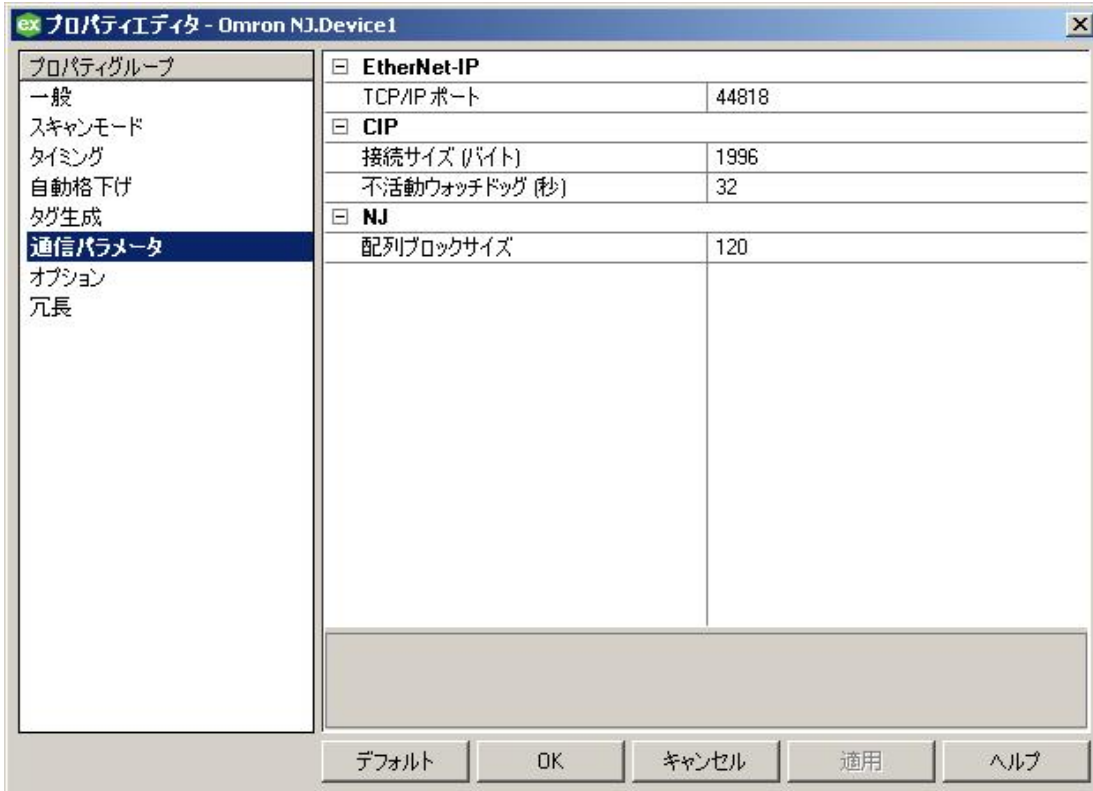 ex プロパティエディタ - Omron NJ.Device1
プロパティグループ
一般
スキャンモード
タイミング
自動格下げ
タグ生成
通信パラメータ
オプション
冗長
EtherNet-IP
TCP/IP ポート 44818
CIP
接続サイズ (バイト) 1996
不活動ウォッチドッグ (秒) 32
NJ
配列ブロックサイズ 120
デフォルト OK キャンセル 適用 ヘルプ